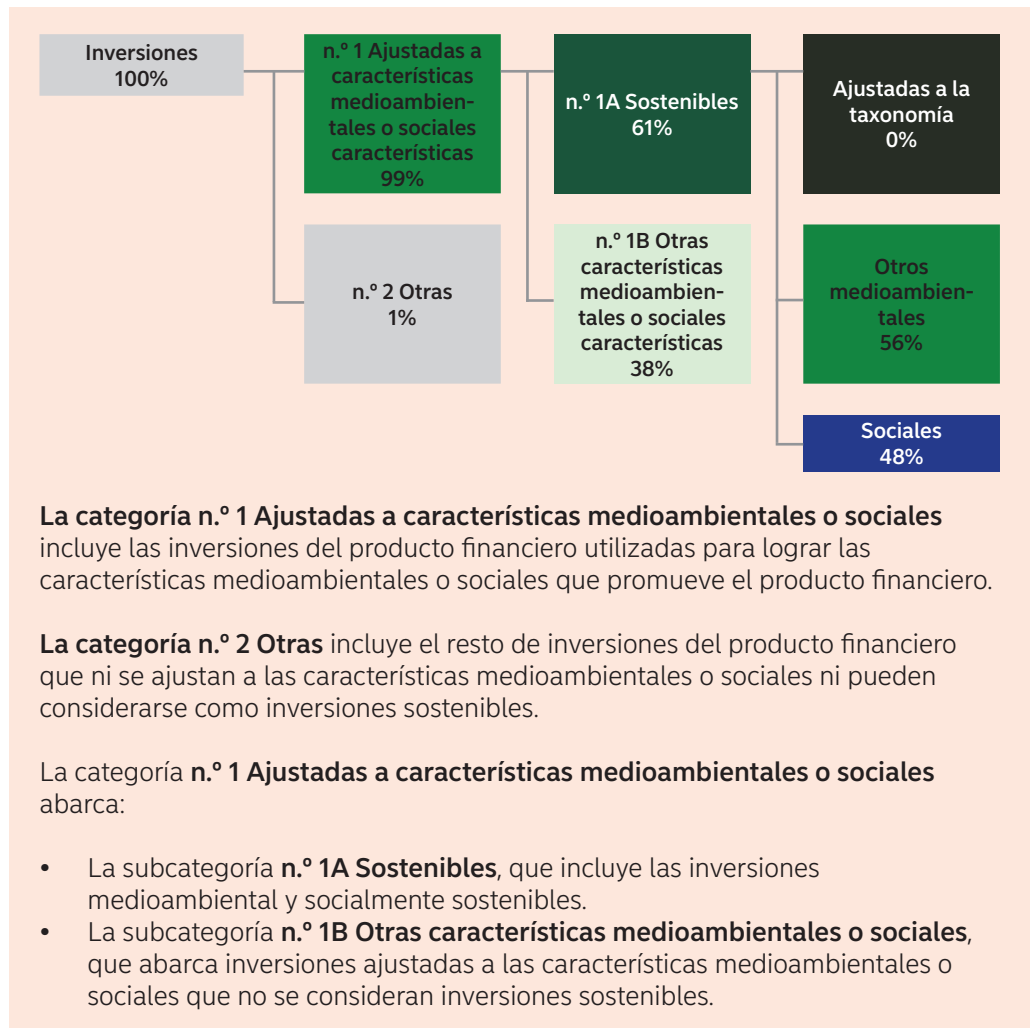 Inversiones
100%
n.º 1 Ajustadas a
características
medioambien-
tales o sociales
características
99%
n.º 1A Sostenibles
61%
Ajustadas a la
taxonomía
0%
n.º 2 Otras
1%
n.º 1B Otras
características
medioambien-
tales o sociales
características
38%
Otros
medioambien-
tales
56%
Sociales
48%
La categoría n.º 1 Ajustadas a características medioambientales o sociales
incluye las inversiones del producto financiero utilizadas para lograr las
características medioambientales o sociales que promueve el producto financiero.
La categoría n.º 2 Otras incluye el resto de inversiones del producto financiero
que ni se ajustan a las características medioambientales o sociales ni pueden
considerarse como inversiones sostenibles.
La categoría n.º 1 Ajustadas a características medioambientales o sociales
abarca:
• La subcategoría n.º 1A Sostenibles, que incluye las inversiones
medioambiental y socialmente sostenibles.
• La subcategoría n.º 1B Otras características medioambientales o sociales,
que abarca inversiones ajustadas a las características medioambientales o
sociales que no se consideran inversiones sostenibles.